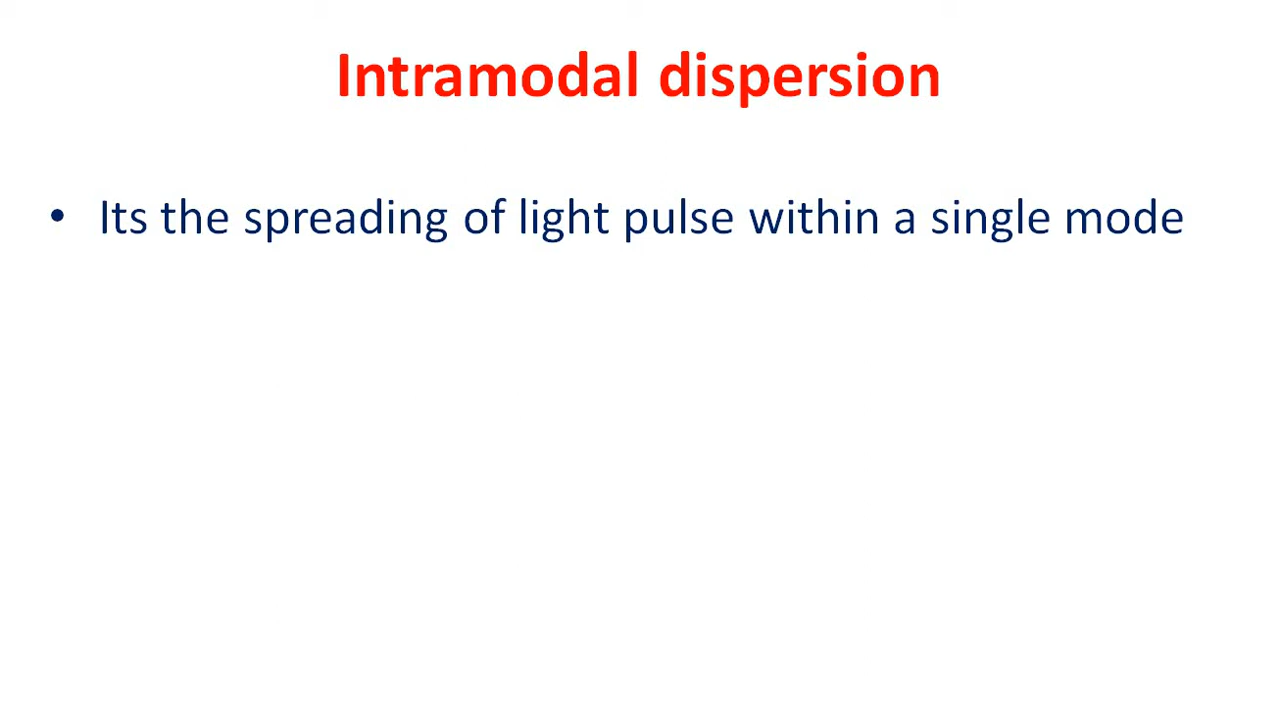 Intramodal dispersion
• Its the spreading of light pulse within a single mode